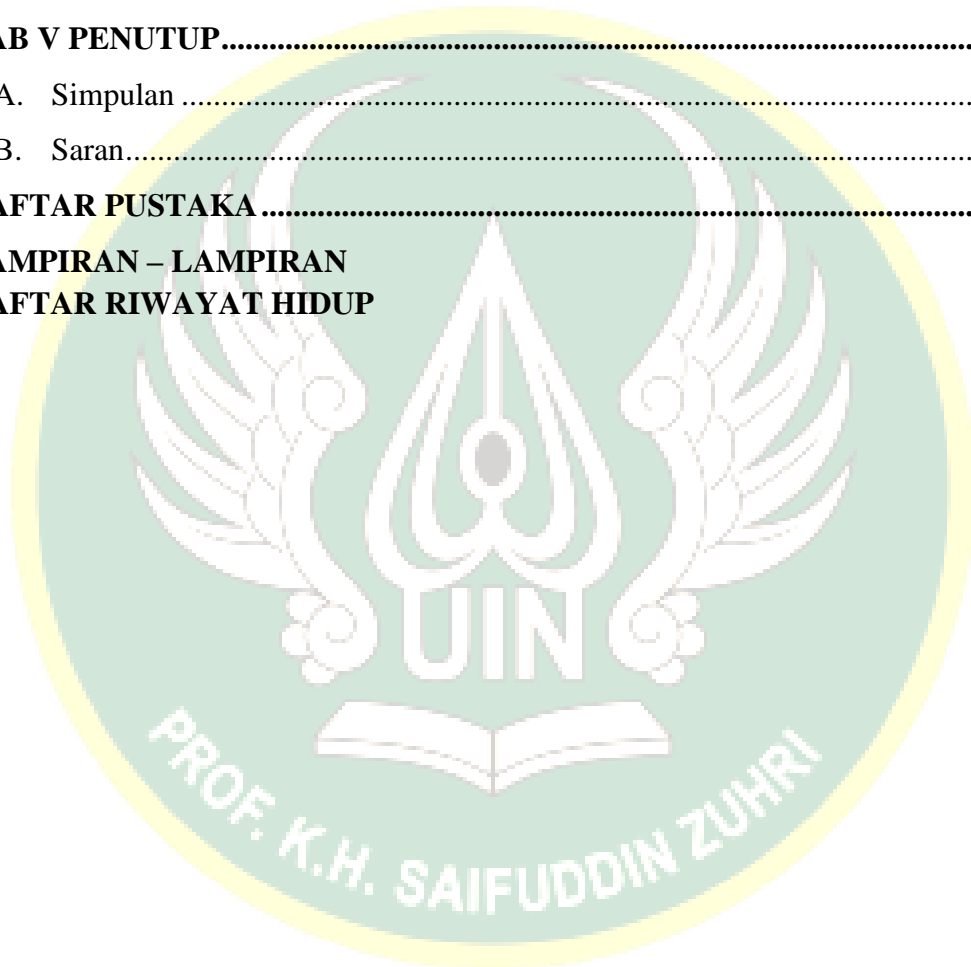 AB V PENUTUP........................................................................................................
A. Simpulan ........................................................................................................
B. Saran........................................................................................................
AFTAR PUSTAKA ........................................................................................................
AMPIRAN – LAMPIRAN
AFTAR RIWAYAT HIDUP
UIN
PROF. K.H. SAIFUDDIN ZUHRI